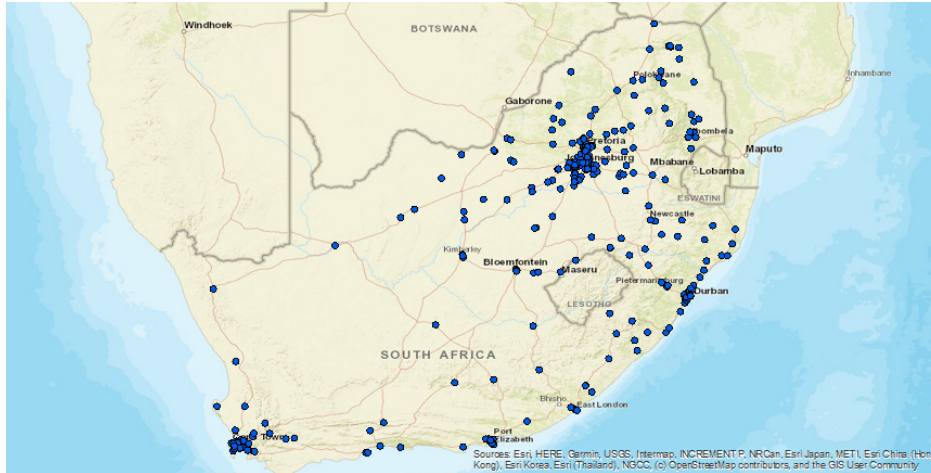 Windhoek
BOTSWANA
Polokwane
Inhambane
Gaborone
Pretoria
Maputo
Mbabane
Lobamba
ESWATINI
Newcastle
Kimberley
Bloemfontein
Maseru
Pietermaritzburg
Durban
LESOTHO
SOUTH AFRICA
Bhisho
East London
Port
Elizabeth
Town
Sources: Esri, HERE, Garmin, USGS, Intermap, INCREMENT P, NRCan, Esri Japan, METI, Esri China (Hong
Kong), Esri Korea, Esri (Thailand), NGCC, (c) OpenStreetMap contributors, and the GIS User Community